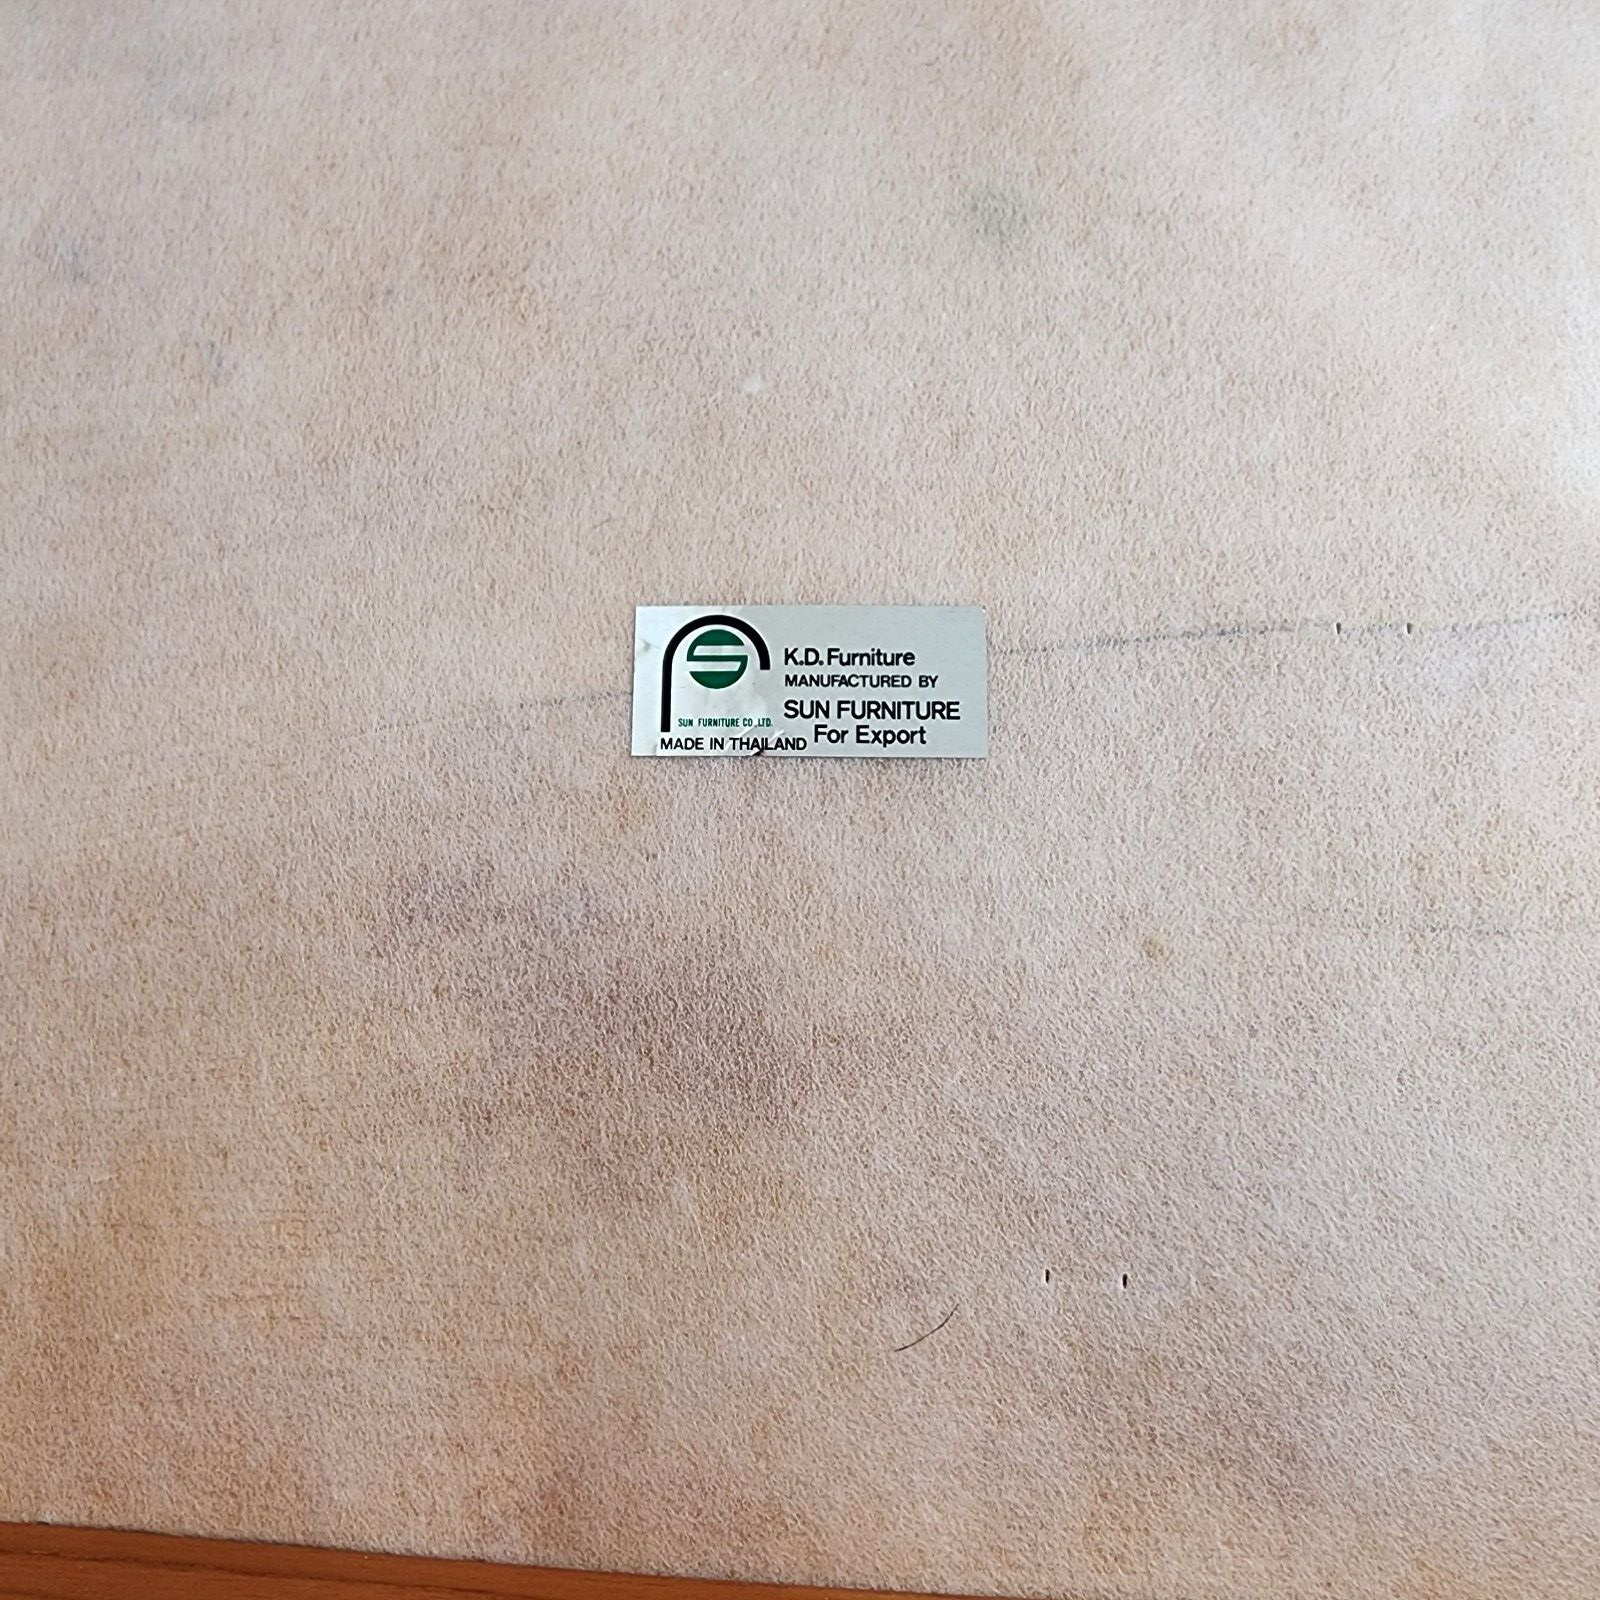 K.D. Furniture
MANUFACTURED BY
SUN FURNITURE
For Export
SUN FURNITURE CO.,LTD.
MADE IN THAILAND